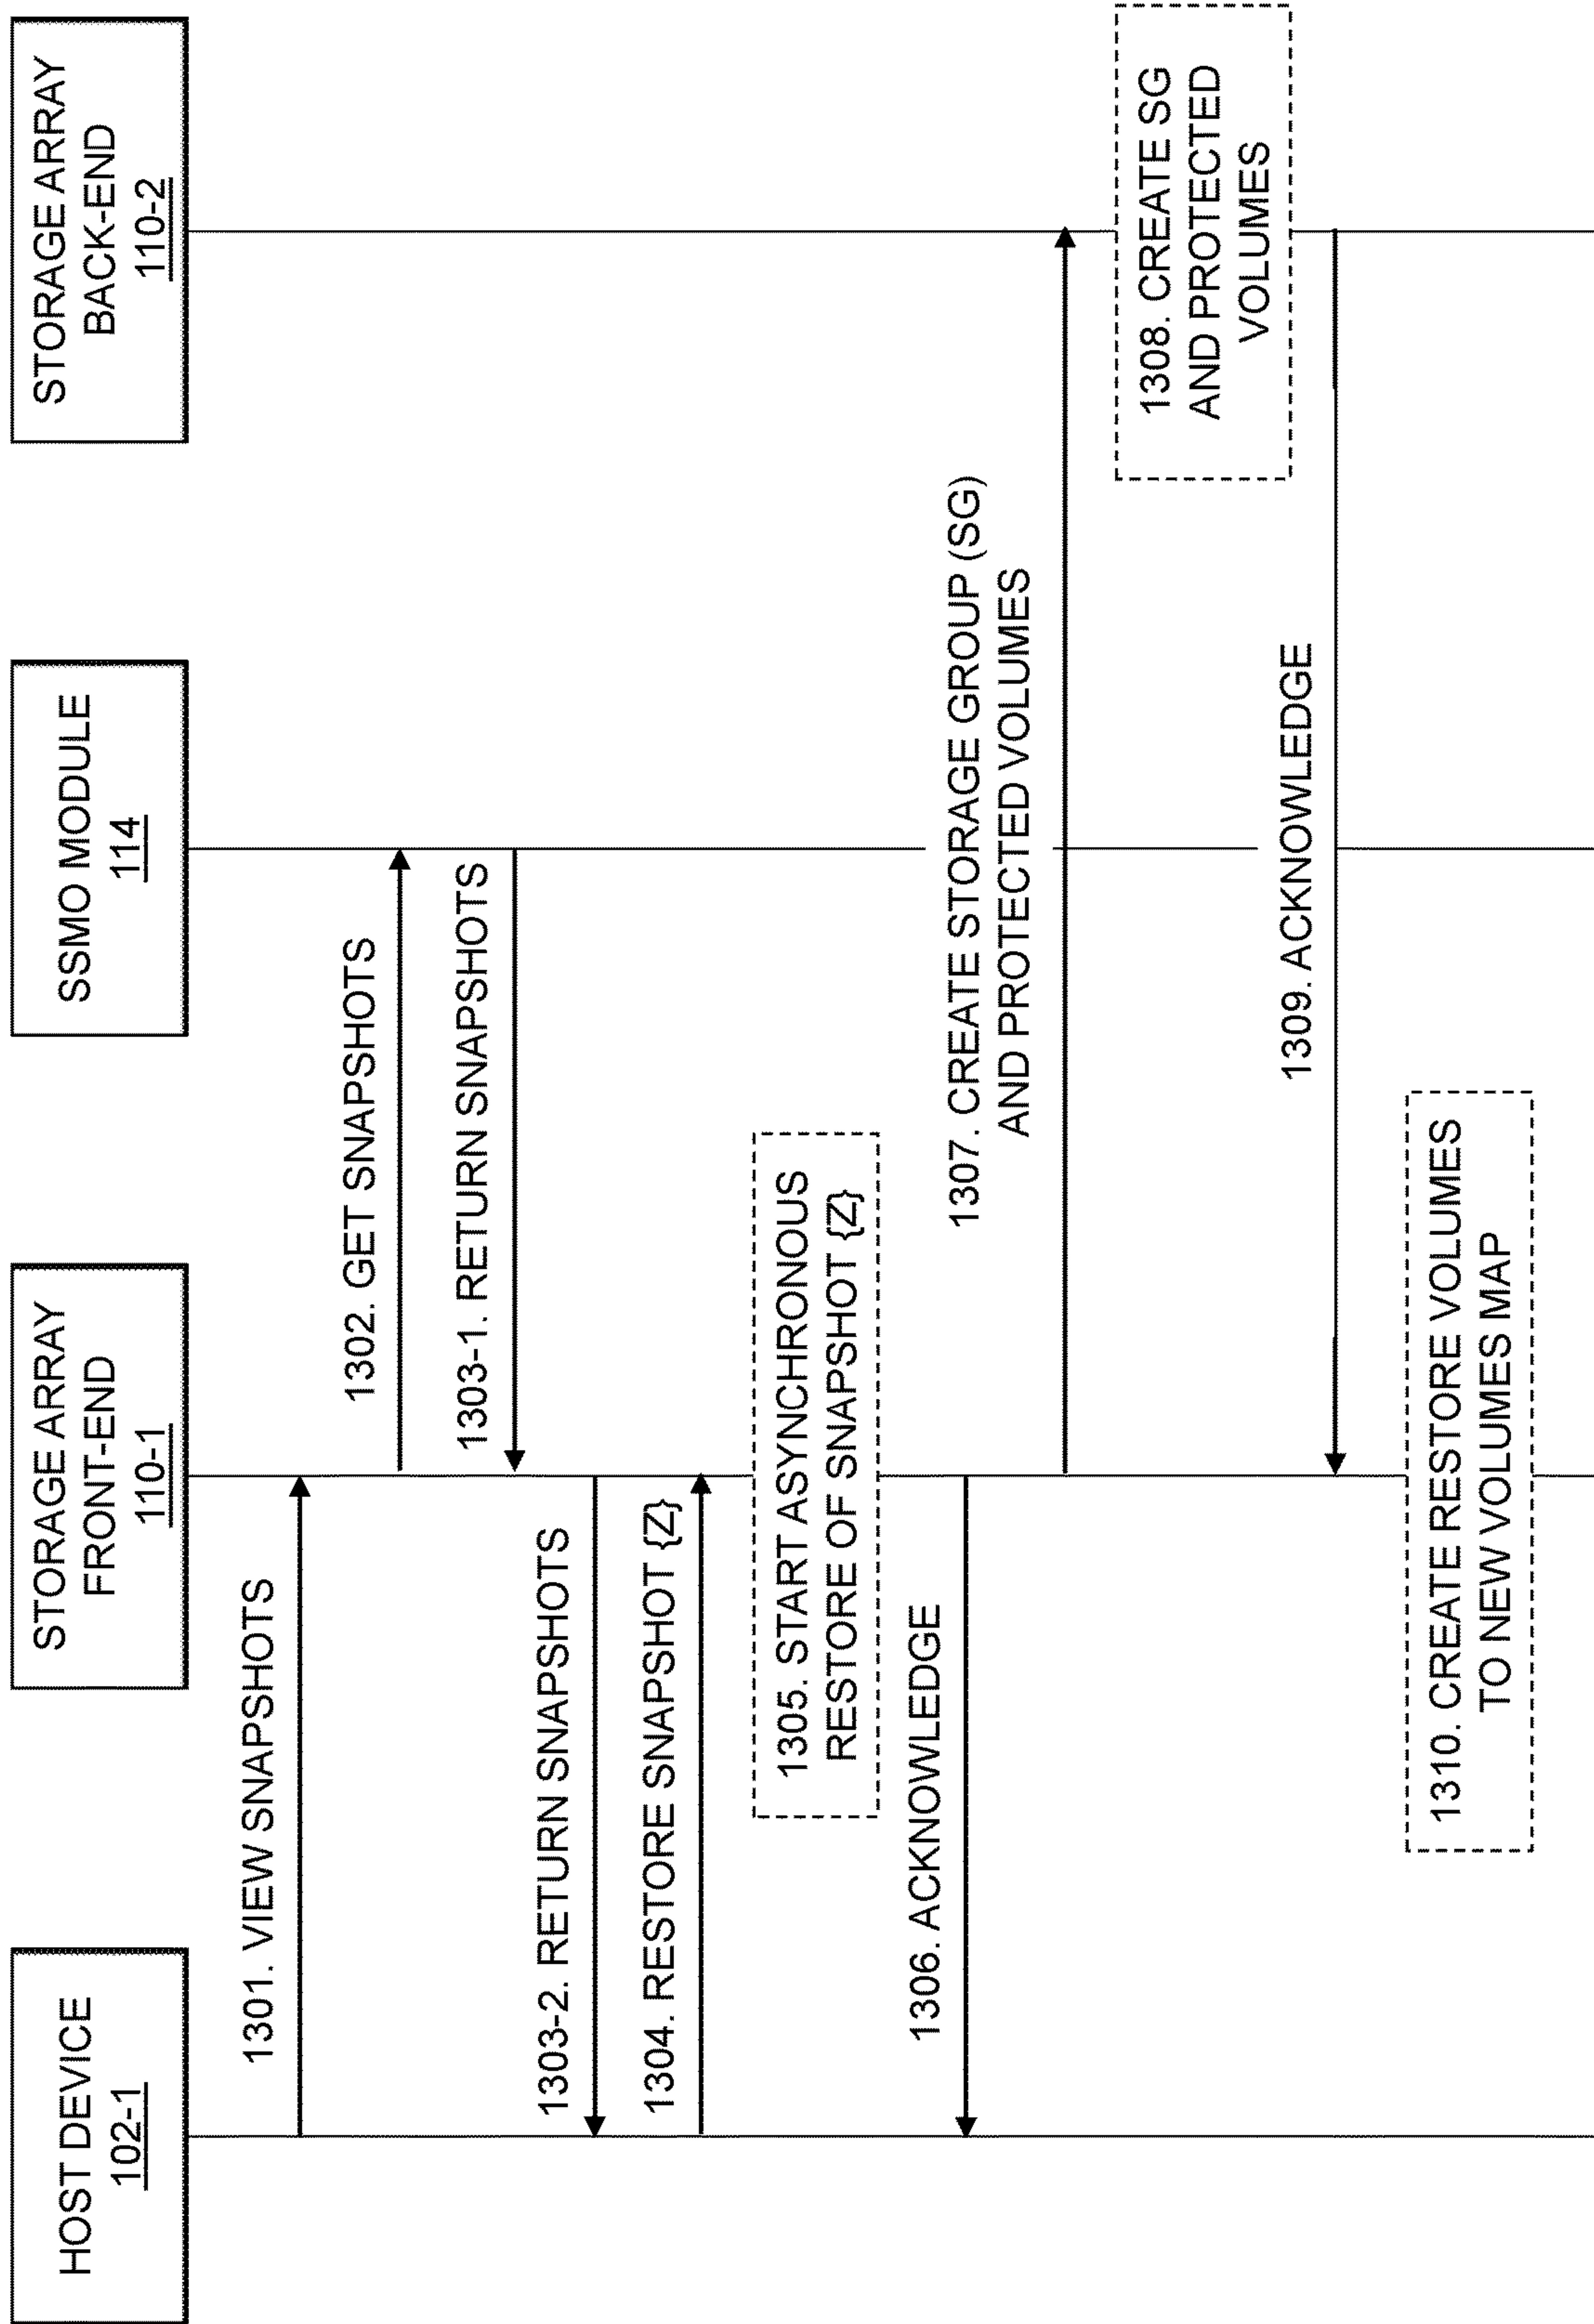 HOST DEVICE
102-1
STORAGE ARRAY
FRONT-END
110-1
SSMO MODULE
114
STORAGE ARRAY
BACK-END
110-2
1301. VIEW SNAPSHOTS
1302. GET SNAPSHOTS
1303-1. RETURN SNAPSHOTS
1303-2. RETURN SNAPSHOTS
1304. RESTORE SNAPSHOT {Z}
1305. START ASYNCHRONOUS
RESTORE OF SNAPSHOT {Z}
1306. ACKNOWLEDGE
1307. CREATE STORAGE GROUP (SG)
AND PROTECTED VOLUMES
1308. CREATE SG
AND PROTECTED
VOLUMES
1309. ACKNOWLEDGE
1310. CREATE RESTORE VOLUMES
TO NEW VOLUMES MAP